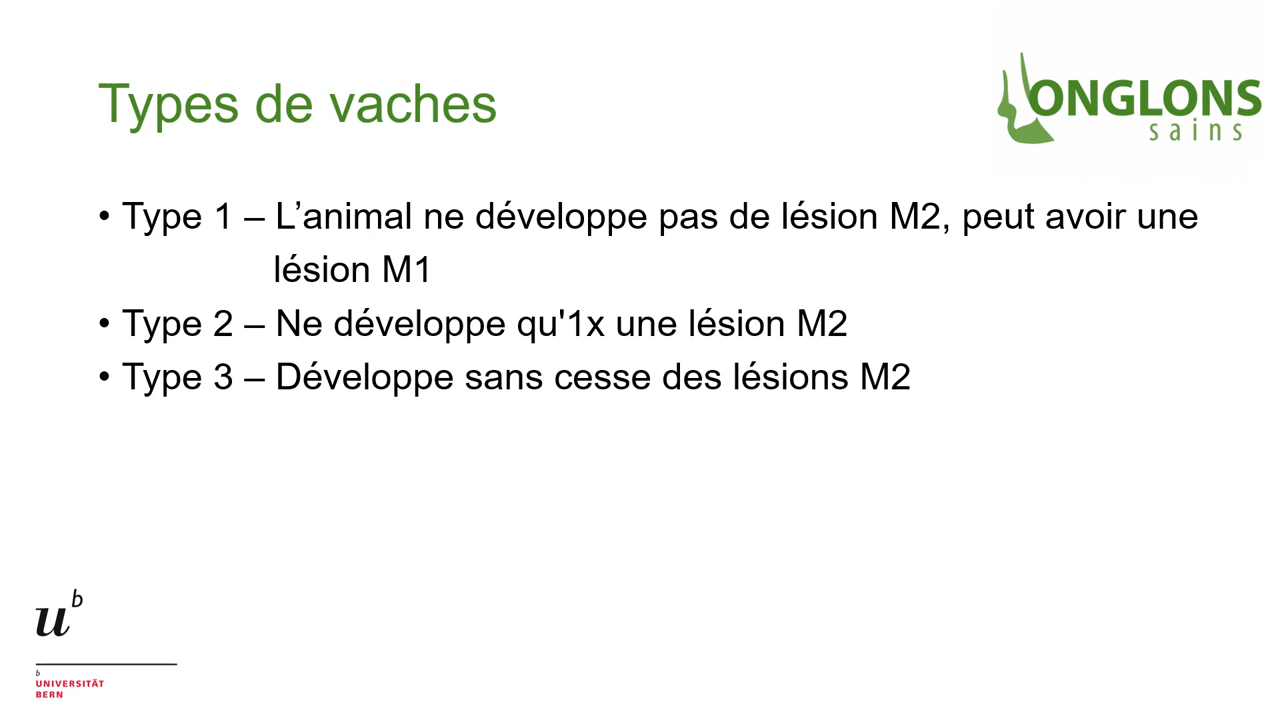 Types de vaches
ONGLONS
sains
• Type 1 – L’animal ne développe pas de lésion M2, peut avoir une
lésion M1
• Type 2 – Ne développe qu'1x une lésion M2
• Type 3 – Développe sans cesse des lésions M2
u b
b
UNIVERSITÄT
BERN